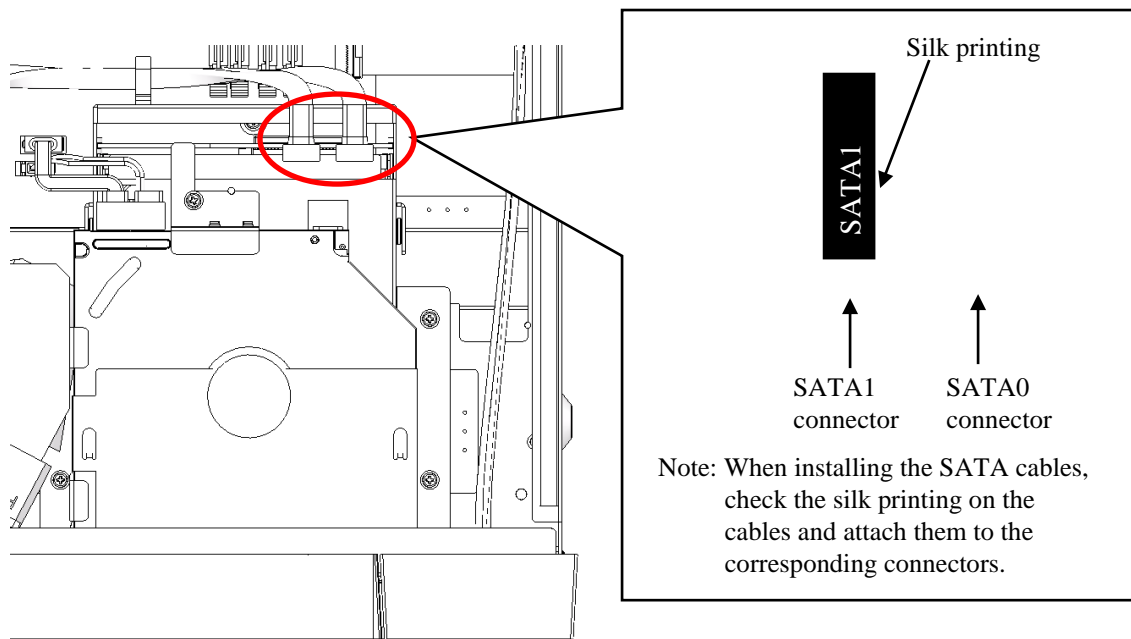 Silk printing
SATA1
SATA1
connector
SATA0
connector
Note: When installing the SATA cables,
check the silk printing on the
cables and attach them to the
corresponding connectors.